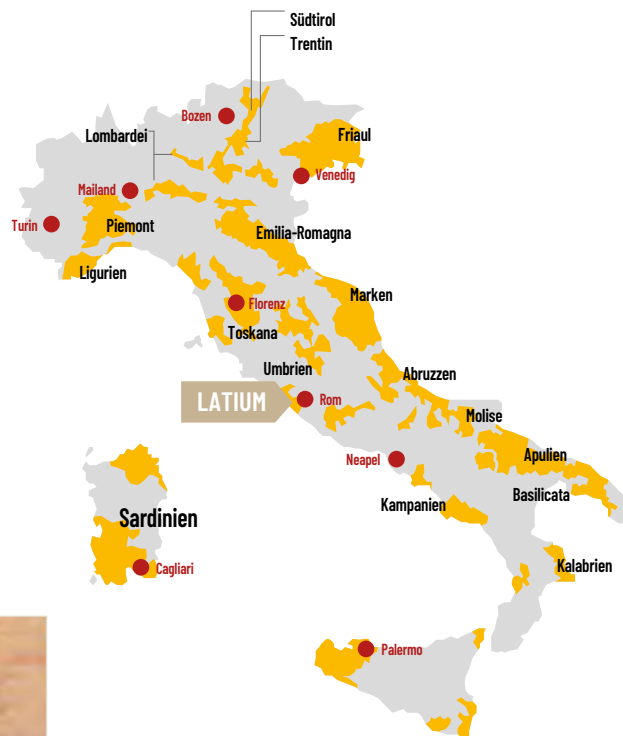 Südtirol
Trentin
Bozen
Lombardei
Friaul
Venedig
Mailand
Turin
Piemont
Emilia-Romagna
Ligurien
Marken
Florenz
Toskana
Umbrien
Abruzzen
LATIUM
Rom
Molise
Neapel
Apulien
Basilicata
Kampanien
Sardinien
Kalabrien
Cagliari
Palermo